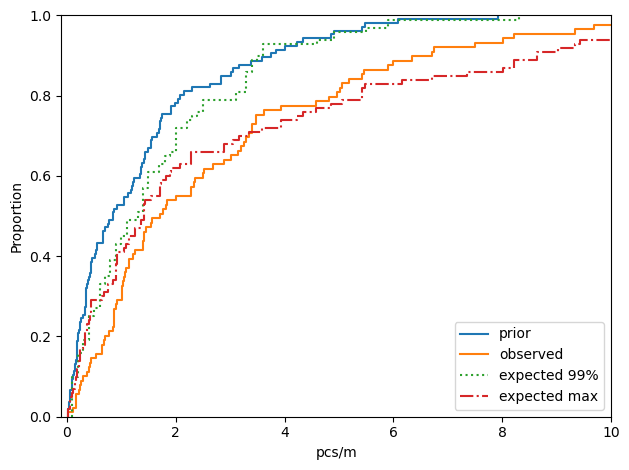 1.0
0.8
0.6
0.4
0.2
0.0
Proportion
0
2
4
6
8
10
pcs/m
prior
observed
expected 99%
expected max